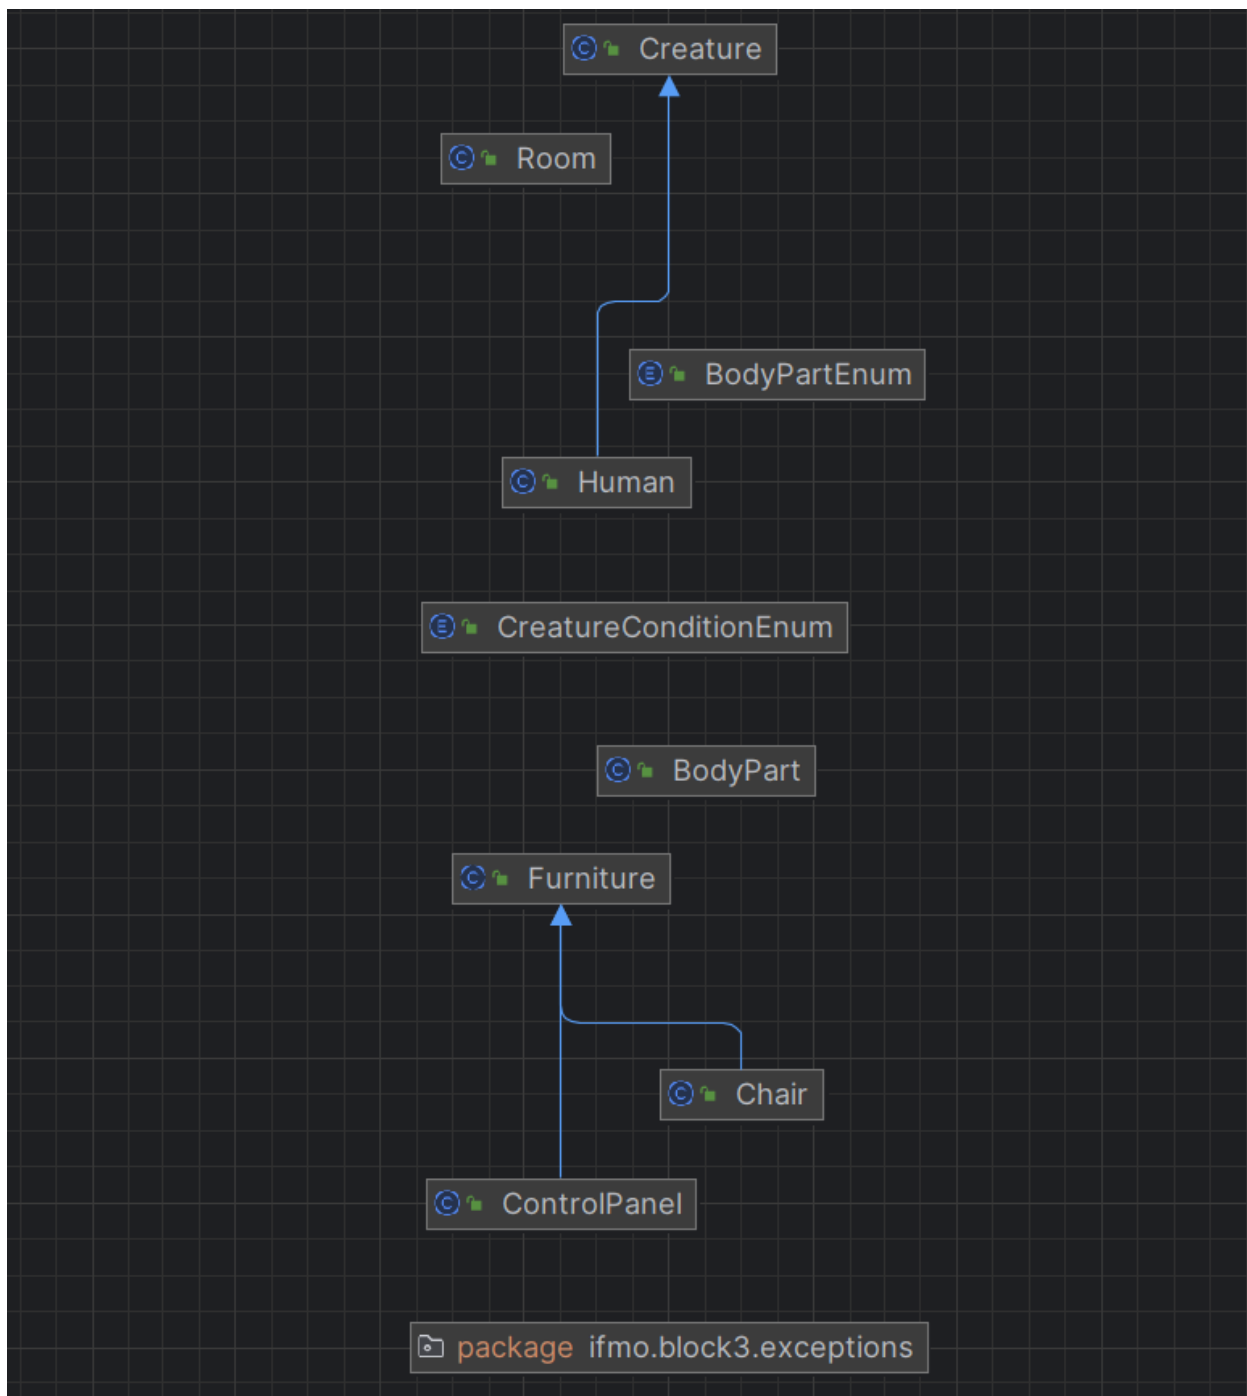 Creature
Room
BodyPartEnum
Human
CreatureConditionEnum
BodyPart
Furniture
Chair
ControlPanel
package ifmo.block3.exceptions